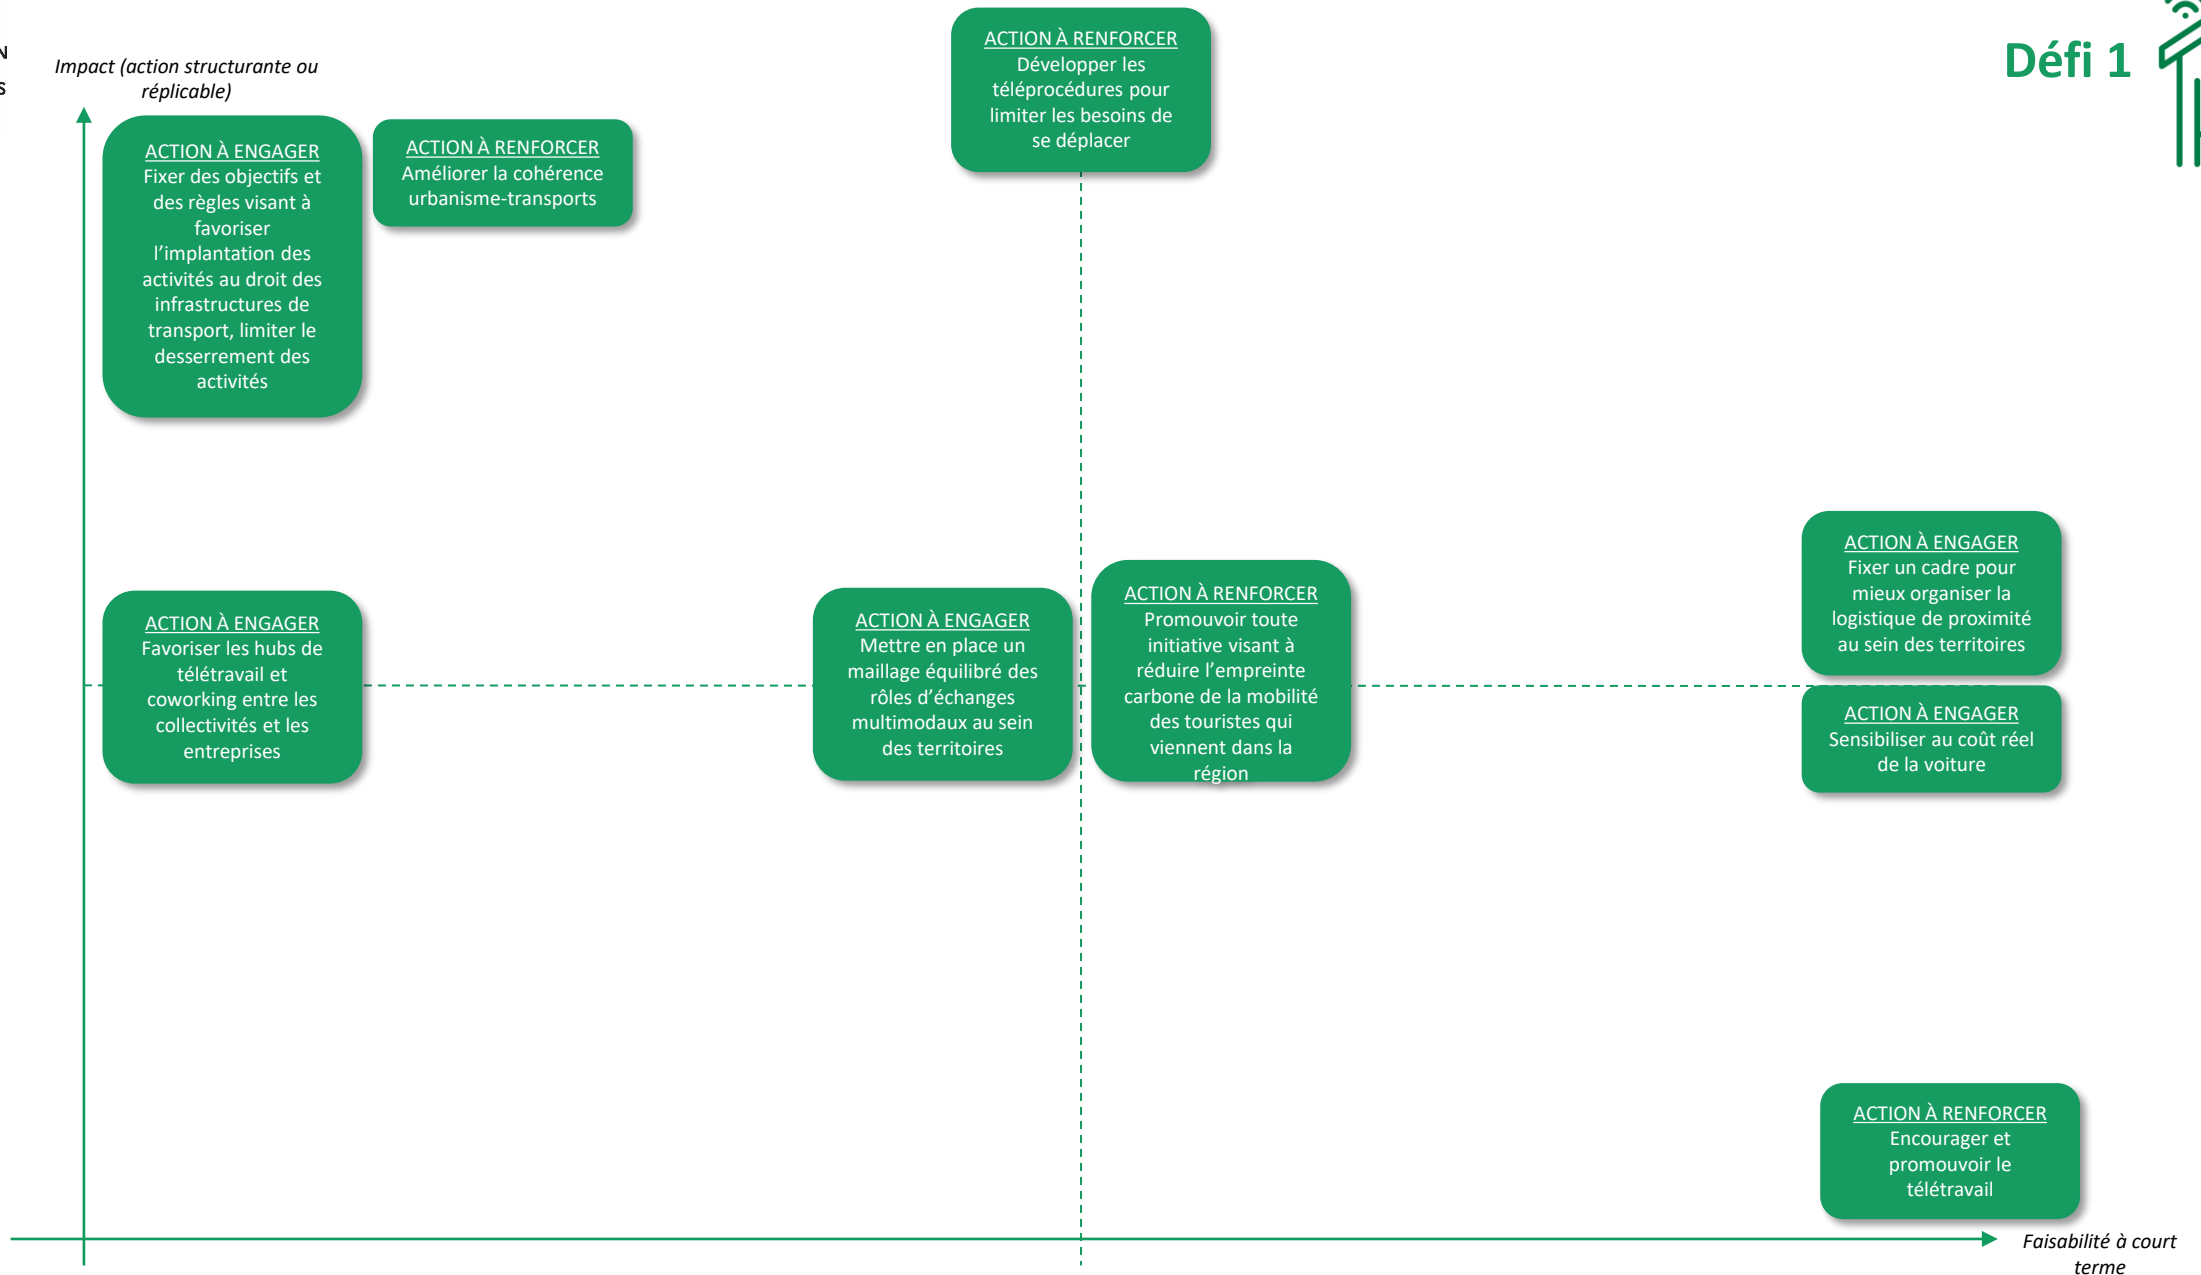 N
S
Impact (action structurante ou
réplicable)
Défi 1
ACTION À RENFORCER
Développer les
téléprocédures pour
limiter les besoins de
se déplacer
ACTION À ENGAGER
Fixer des objectifs et
des règles visant à
favoriser
l’implantation des
activités au droit des
infrastructures de
transport, limiter le
desserrement des
activités
ACTION À RENFORCER
Améliorer la cohérence
urbanisme-transports
ACTION À ENGAGER
Favoriser les hubs de
télétravail et
coworking entre les
collectivités et les
entreprises
ACTION À ENGAGER
Mettre en place un
maillage équilibré des
rôles d’échanges
multimodaux au sein
des territoires
ACTION À RENFORCER
Promouvoir toute
initiative visant à
réduire l’empreinte
carbone de la mobilité
des touristes qui
viennent dans la
région
ACTION À ENGAGER
Fixer un cadre pour
mieux organiser la
logistique de proximité
au sein des territoires
ACTION À ENGAGER
Sensibiliser au coût réel
de la voiture
ACTION À RENFORCER
Encourager et
promouvoir le
télétravail
Faisabilité à court
terme